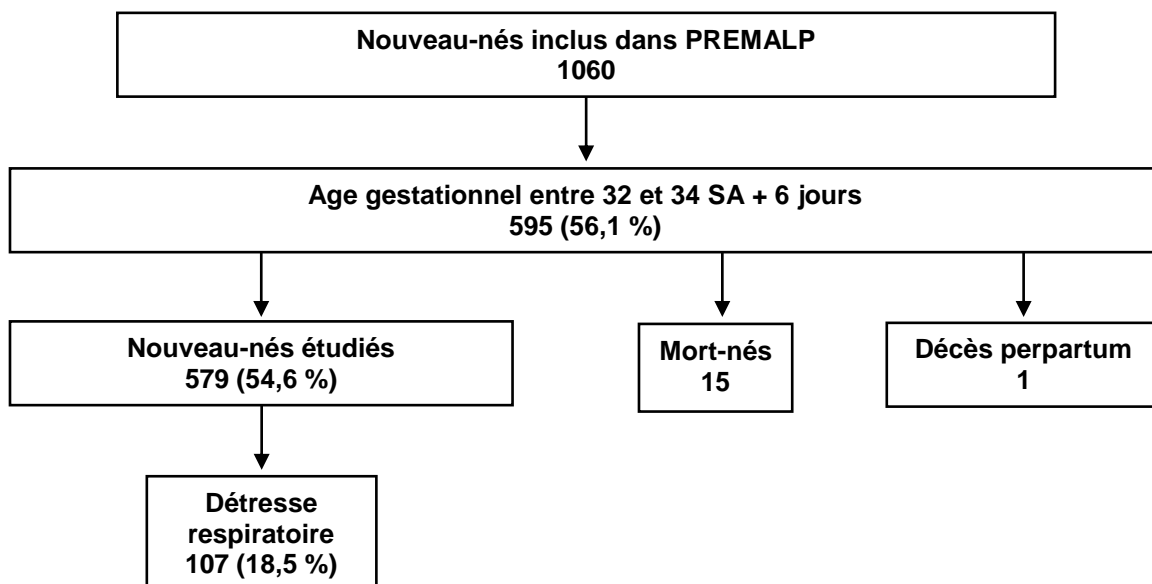 Nouveau-nés inclus dans PREMALP
1060
Age gestationnel entre 32 et 34 SA + 6 jours
595 (56,1 %)
Nouveau-nés étudiés
579 (54,6 %)
Mort-nés
15
Décès perpartum
1
Détresse
respiratoire
107 (18,5 %)